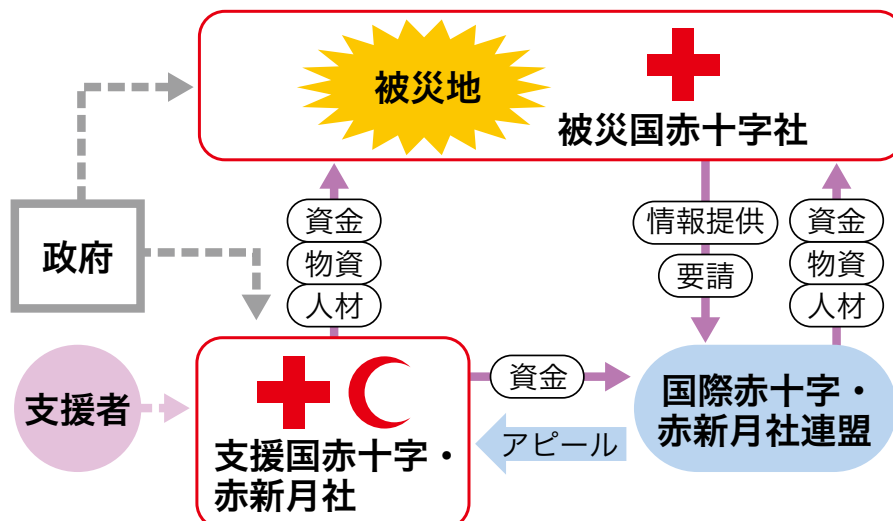 被災地
被災国赤十字社
政府
資金
物資
人材
情報提供
要請
資金
物資
人材
支援者
支援国赤十字・
赤新月社
資金
アピール
国際赤十字・
赤新月社連盟